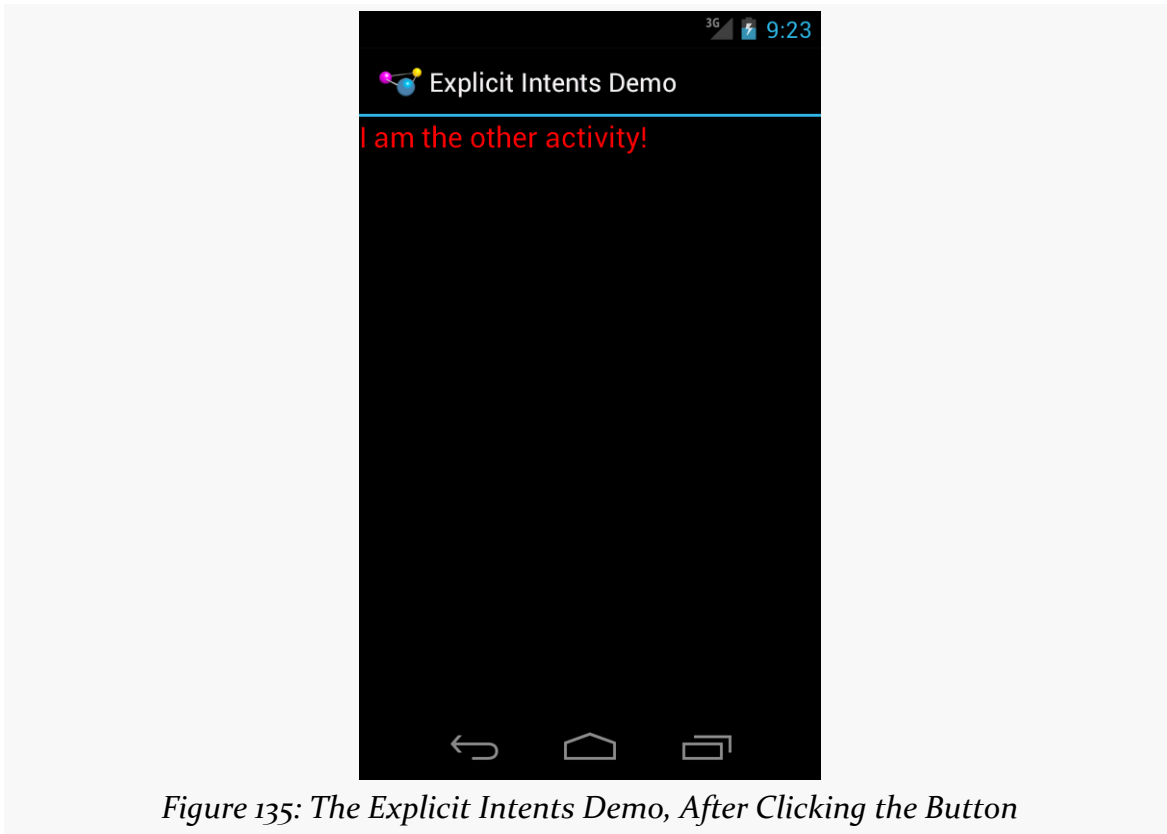 3G 9:23
Explicit Intents Demo
I am the other activity!
Figure 135: The Explicit Intents Demo, After Clicking the Button